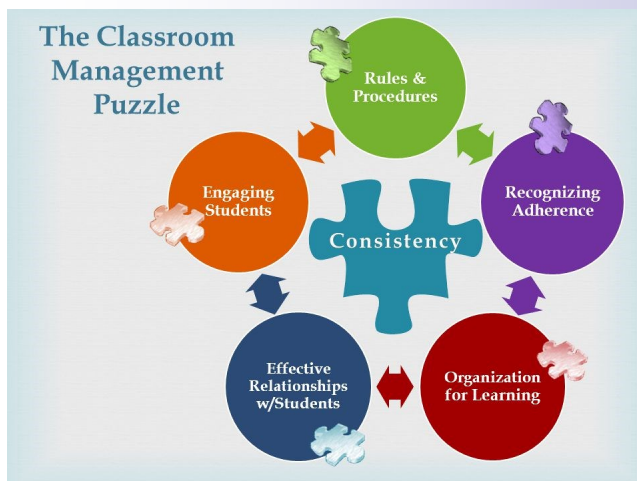 The Classroom
Management
Puzzle
Rules &
Procedures
Recognizing
Adherence
Organization
for Learning
Effective
Relationships
w/Students
Engaging
Students
Consistency